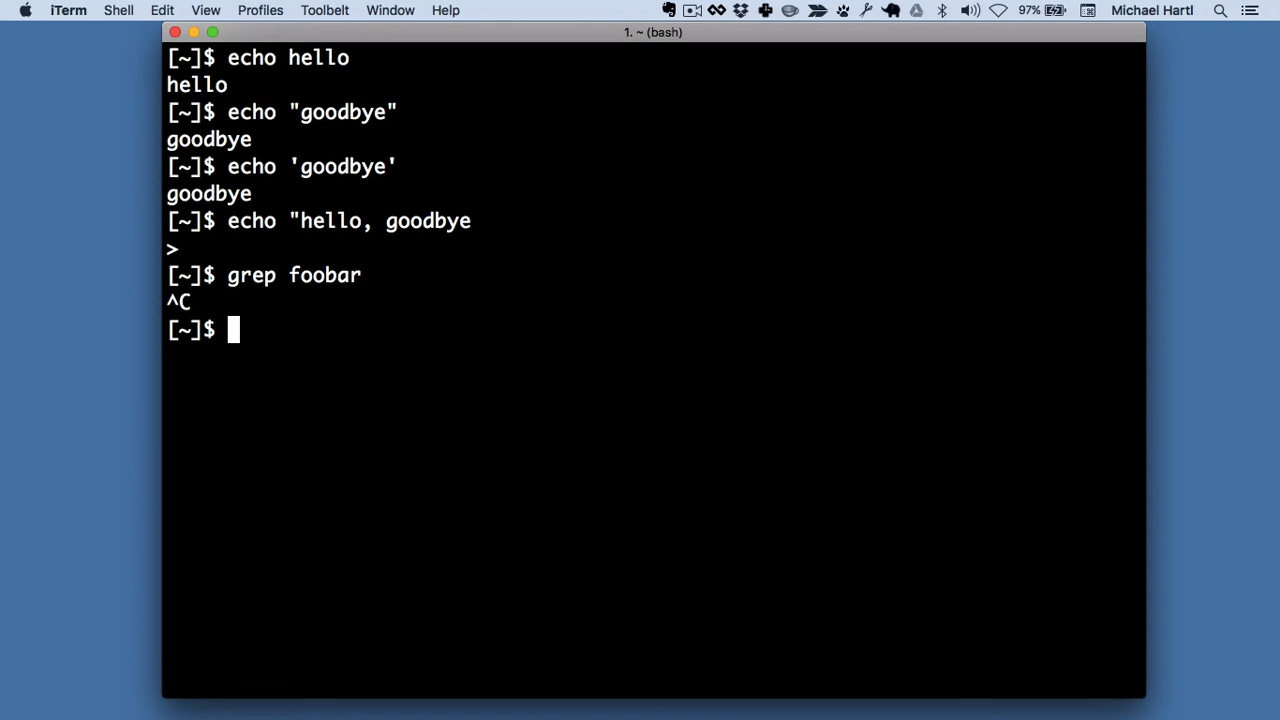 iTerm Shell Edit View Profiles Toolbelt Window Help 97% Michael Hartl
1. ~ (bash)
[~]$ echo hello
hello
[~]$ echo "goodbye"
goodbye
[~]$ echo 'goodbye'
goodbye
[~]$ echo "hello, goodbye
>
[~]$ grep foobar
^C
[~]$